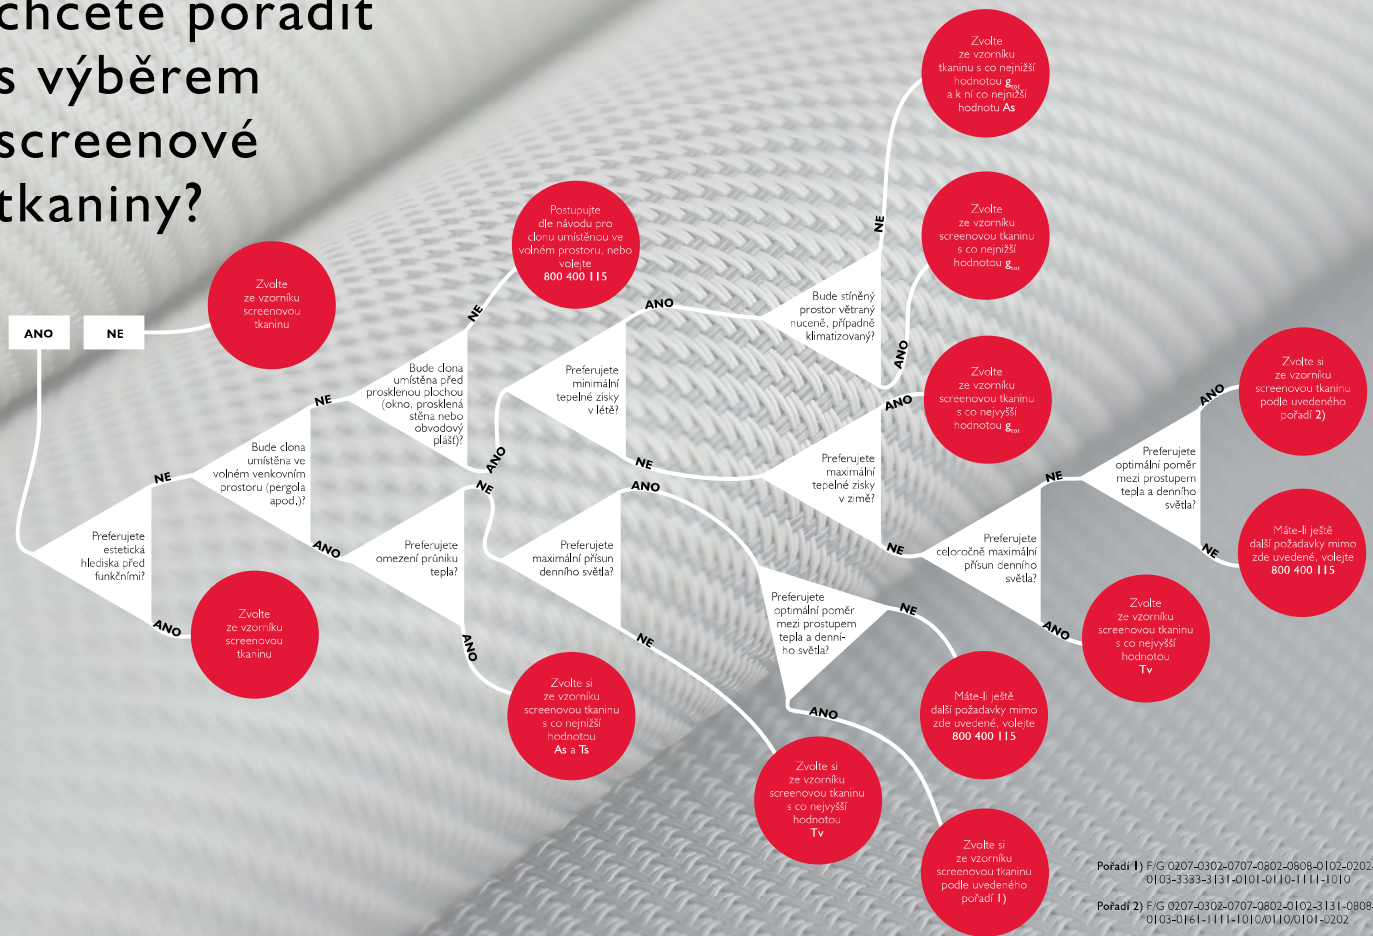 chcete poradit
s výběrem
screenové
tkaniny?
ANO
NE
Zvolte
ze vzorníku
screenovou
tkaninu
Preferujete
estetická
hlediska před
funkčními?
NE
ANO
Zvolte
ze vzorníku
screenovou
tkaninu
Bude clona
umístěna ve
volném venkovním
prostoru (pergola
apod.)?
NE
ANO
Bude clona
umístěna před
prosklenou plochou
(okno, prosklená
stěna nebo
obvodový
plášť)?
NE
ANO
Postupujte
dle návodu pro
clonu umístěnou ve
volném prostoru, nebo
volejte
800 400 115
Preferujete
omezení průniku
tepla?
NE
ANO
Zvolte si
ze vzorníku
screenovou tkaninu
s co nejnižší
hodnotou
As a Ts
Preferujete
minimální
tepelné zisky
v létě?
ANO
NE
Bude stíněný
prostor větraný
nuceně, případně
klimatizovaný?
NE
ANO
Zvolte
ze vzorníku
tkaninu s co nejnižší
hodnotou gtot
a k ní co nejnižší
hodnotu As
Zvolte
ze vzorníku
screenovou tkaninu
s co nejnižší
hodnotou gtot
Preferujete
maximální
tepelné zisky
v zimě?
ANO
NE
Zvolte
ze vzorníku
screenovou tkaninu
s co nejvyšší
hodnotou gtot
Preferujete
maximální přísun
denního světla?
ANO
NE
Zvolte si
ze vzorníku
screenovou tkaninu
s co nejvyšší
hodnotou
Tv
Preferujete
optimální poměr
mezi prostupem
tepla a denní-
ho světla?
NE
ANO
Máte-li ještě
další požadavky mimo
zde uvedené, volejte
800 400 115
Zvolte si
ze vzorníku
screenovou tkaninu
podle uvedeného
pořadí 1)
Preferujete
celoročně maximální
přísun denního
světla?
NE
ANO
Zvolte
ze vzorníku
screenovou tkaninu
s co nejvyšší
hodnotou
Tv
Preferujete
optimální poměr
mezi prostupem
tepla a denního
světla?
ANO
NE
Zvolte si
ze vzorníku
screenovou tkaninu
podle uvedeného
pořadí 2)
Máte-li ještě
další požadavky mimo
zde uvedené, volejte
800 400 115
Pořadí 1) F/G 0207-0302-0707-0802-0808-0102-0202-
0103-3333-3131-0101-0110-1111-1010
Pořadí 2) F/G 0207-0302-0707-0802-0102-3131-0808-
0103-0161-1111-1010/0110/0101-0202